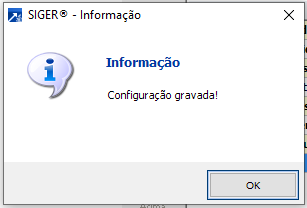 SIGER® - Informação
Informação
Configuração gravada!
OK